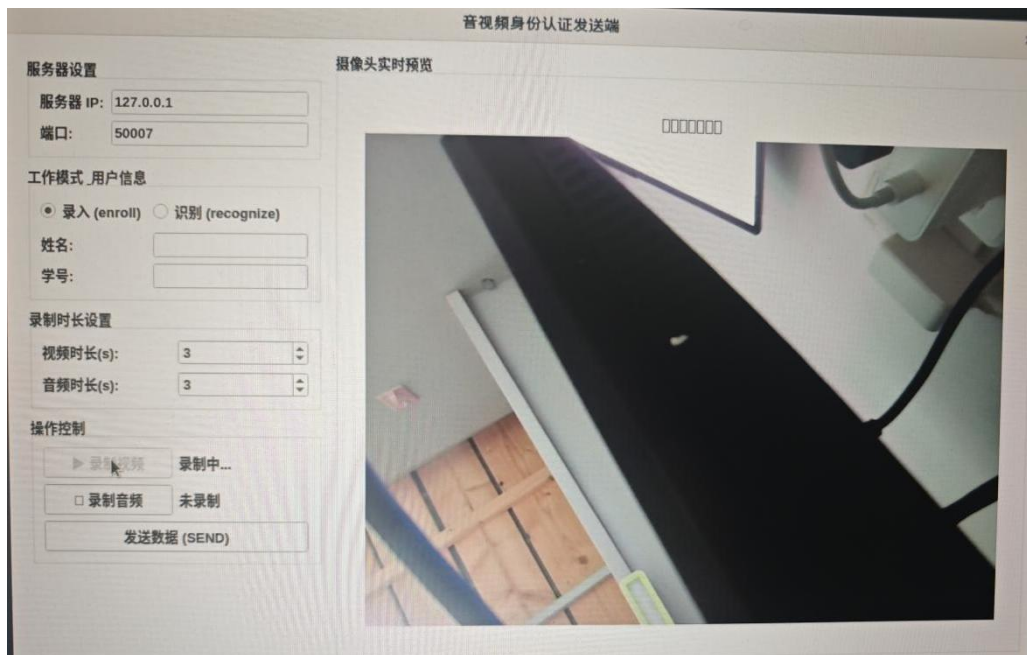 音视频身份认证发送端
服务器设置
服务器 IP: 127.0.0.1
端口: 50007
工作模式_用户信息
录入 (enroll) 识别 (recognize)
姓名:
学号:
录制时长设置
视频时长(s): 3
音频时长(s): 3
操作控制
▶ 录制视频 录制中...
□ 录制音频 未录制
发送数据 (SEND)
摄像头实时预览
□□□□□□□